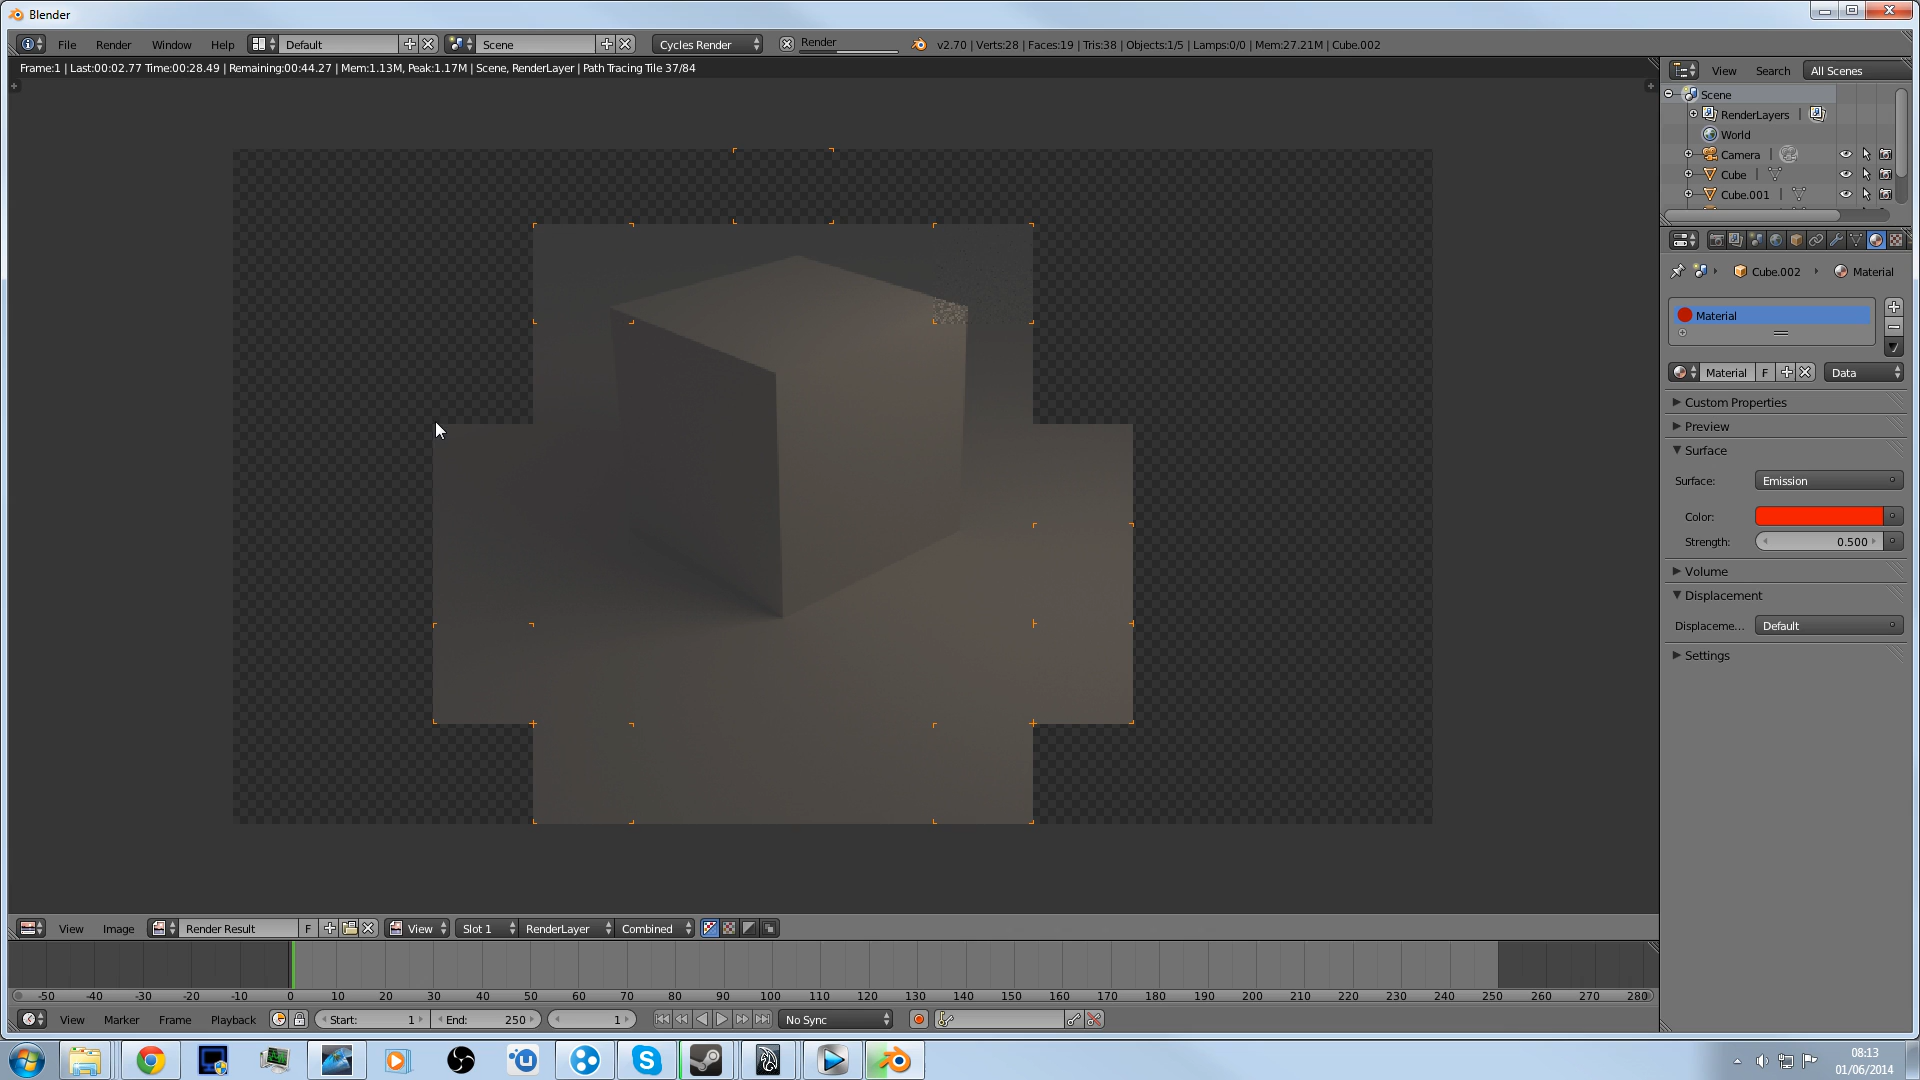 Blender
File Render Window Help Default Scene Cycles Render Render v2.70 | Verts:28 | Faces:19 | Tris:38 | Objects:1/5 | Lamps:0/0 | Mem:27.21M | Cube.002
Frame:1 | Last:00:02.77 Time:00:28.49 | Remaining:00:44.27 | Mem:1.13M, Peak:1.17M | Scene, RenderLayer | Path Tracing Tile 37/84
View Search All Scenes
Scene
RenderLayers
World
Camera
Cube
Cube.001
Cube.002 Material
Material
Material F Data
Custom Properties
Preview
Surface
Surface: Emission
Color:
Strength: 0.500
Volume
Displacement
Displaceme... Default
Settings
View Image Render Result F View Slot 1 RenderLayer Combined
-50 -40 -30 -20 -10 0 10 20 30 40 50 60 70 80 90 100 110 120 130 140 150 160 170 180 190 200 210 220 230 240 250 260 270 280
View Marker Frame Playback Start: 1 End: 250 1 No Sync
08:13
01/06/2014